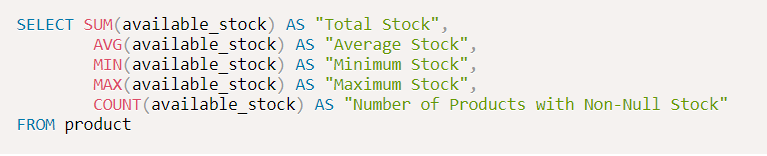 SELECT SUM(available_stock) AS "Total Stock",
AVG(available_stock) AS "Average Stock",
MIN(available_stock) AS "Minimum Stock",
MAX(available_stock) AS "Maximum Stock",
COUNT(available_stock) AS "Number of Products with Non-Null Stock"
FROM product